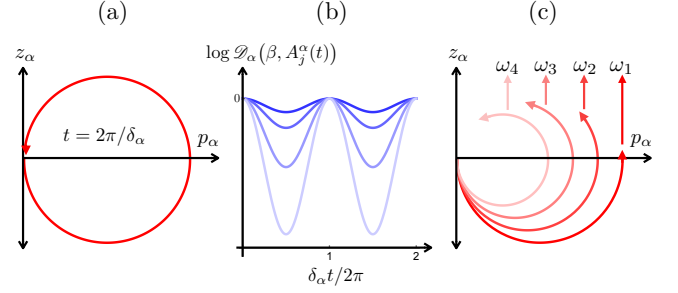 (a)
z_α
t = 2π/δ_α
p_α
(b)
log 𝒟_α(β, A_j^α(t))
0
1
2
δ_α t/2π
(c)
z_α
ω_4
ω_3
ω_2
ω_1
p_α